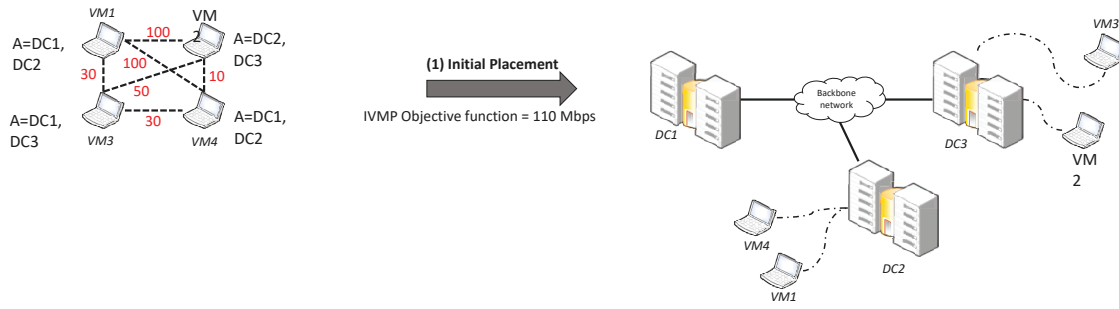 VM1
VM
2
A=DC1,
DC2
100
A=DC2,
DC3
100
30
50
10
A=DC1,
DC3
30
A=DC1,
DC2
VM3
VM4
(1) Initial Placement
IVMP Objective function = 110 Mbps
DC1
Backbone
network
DC3
VM3
VM
2
VM4
VM1
DC2